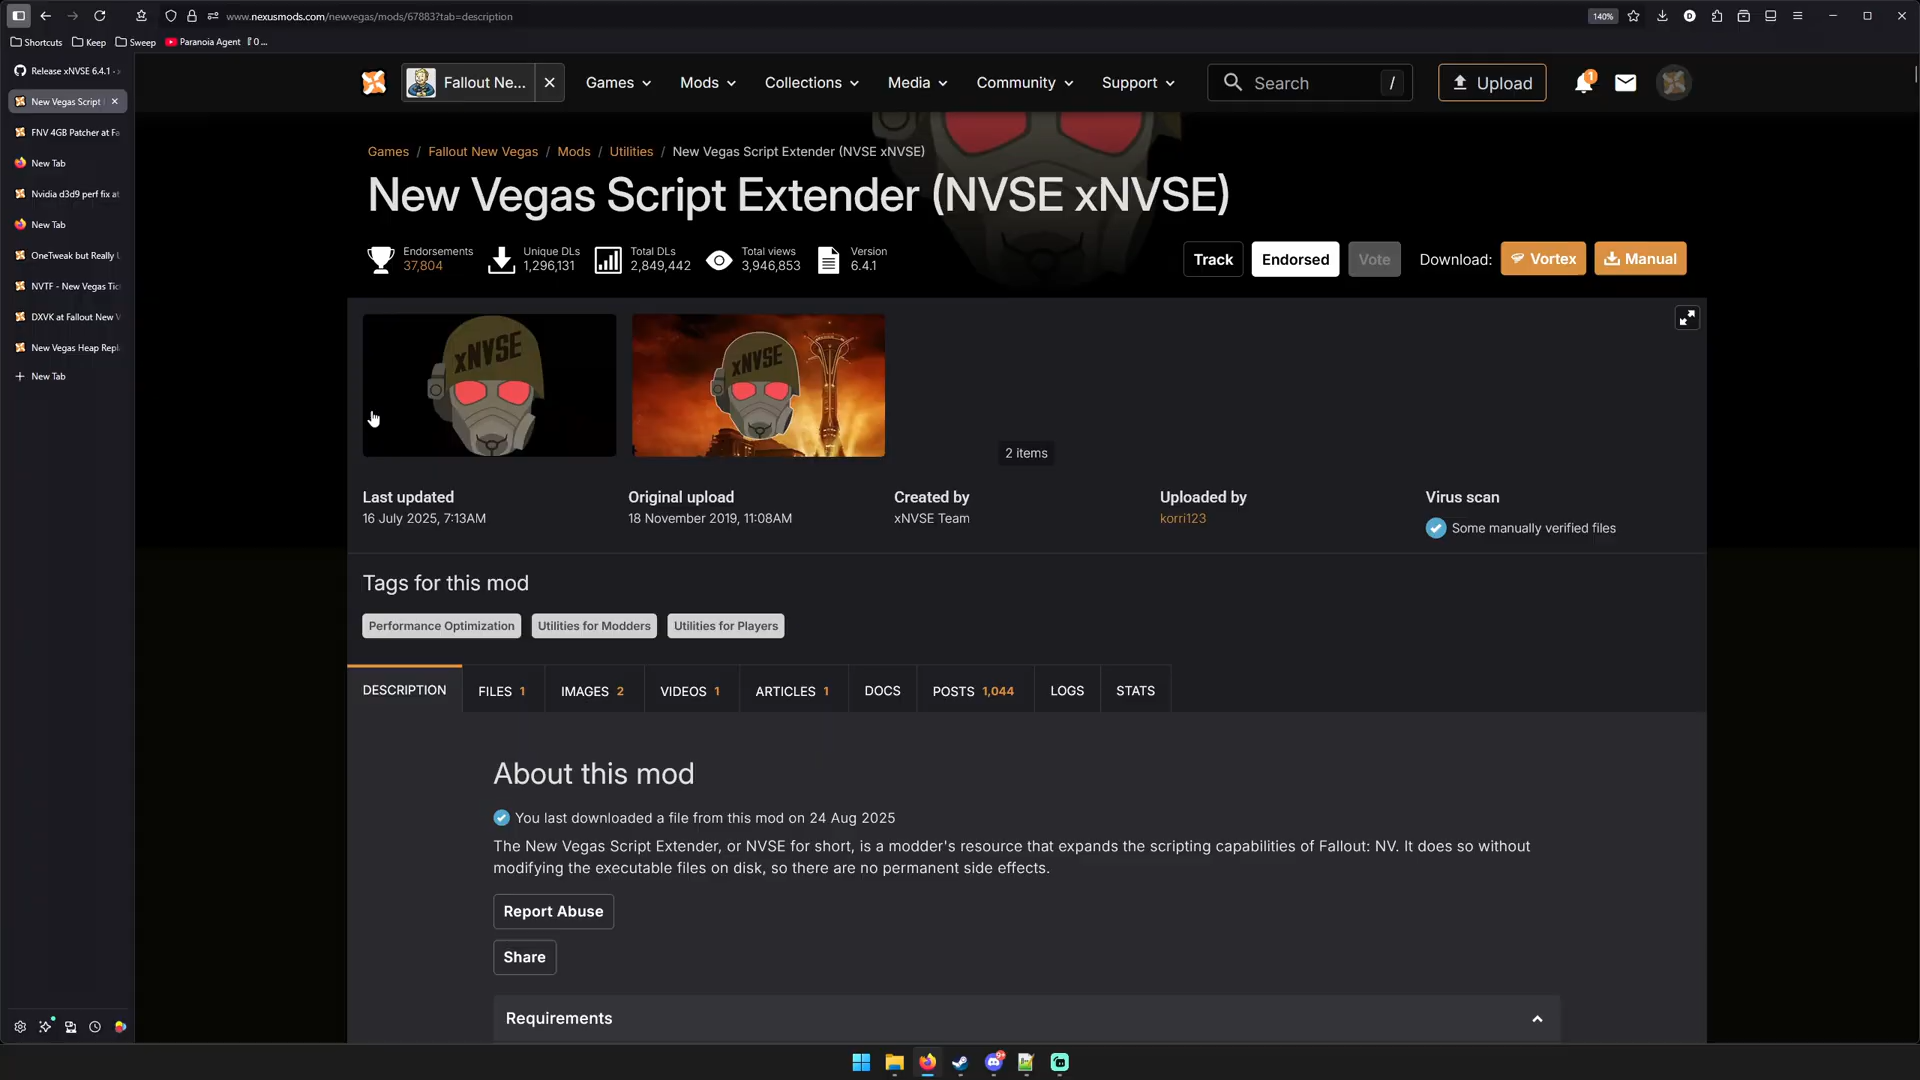 www.nexusmods.com/newvegas/mods/67883?tab=description
140%
Shortcuts
Keep
Sweep
Paranoia Agent
Release xNVSE 6.4.1 -
New Vegas Script
FNV 4GB Patcher at Fa
New Tab
Nvidia d3d9 perf fix at
New Tab
OneTweak but Really U
NVTF - New Vegas Tic
DXVK at Fallout New V
New Vegas Heap Repl
New Tab
Fallout Ne...
Games
Mods
Collections
Media
Community
Support
Search
/
Upload
1
Games / Fallout New Vegas / Mods / Utilities / New Vegas Script Extender (NVSE xNVSE)
New Vegas Script Extender (NVSE xNVSE)
Endorsements
37,804
Unique DLs
1,296,131
Total DLs
2,849,442
Total views
3,946,853
Version
6.4.1
Track
Endorsed
Vote
Download:
Vortex
Manual
xNVSE
xNVSE
2 items
Last updated
16 July 2025, 7:13AM
Original upload
18 November 2019, 11:08AM
Created by
xNVSE Team
Uploaded by
korri123
Virus scan
Some manually verified files
Tags for this mod
Performance Optimization
Utilities for Modders
Utilities for Players
DESCRIPTION
FILES 1
IMAGES 2
VIDEOS 1
ARTICLES 1
DOCS
POSTS 1,044
LOGS
STATS
About this mod
You last downloaded a file from this mod on 24 Aug 2025
The New Vegas Script Extender, or NVSE for short, is a modder's resource that expands the scripting capabilities of Fallout: NV. It does so without
modifying the executable files on disk, so there are no permanent side effects.
Report Abuse
Share
Requirements